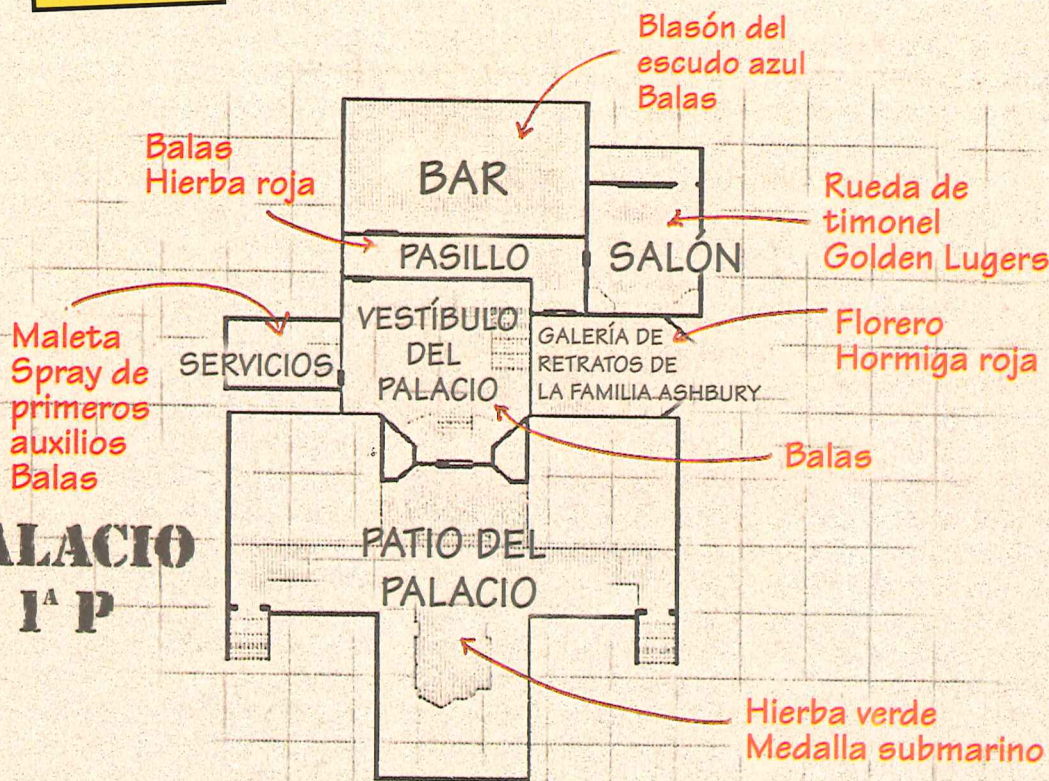 Blasón del
escudo azul
Balas
Balas
Hierba roja
BAR
Rueda de
timonel
Golden Lugers
PASILLO
SALÓN
Maleta
Spray de
primeros
auxilios
Balas
SERVICIOS
VESTÍBULO
DEL
PALACIO
GALERÍA DE
RETRATOS DE
LA FAMILIA ASHBURY
Florero
Hormiga roja
Balas
ALACIO
1ª P
PATIO DEL
PALACIO
Hierba verde
Medalla submarino